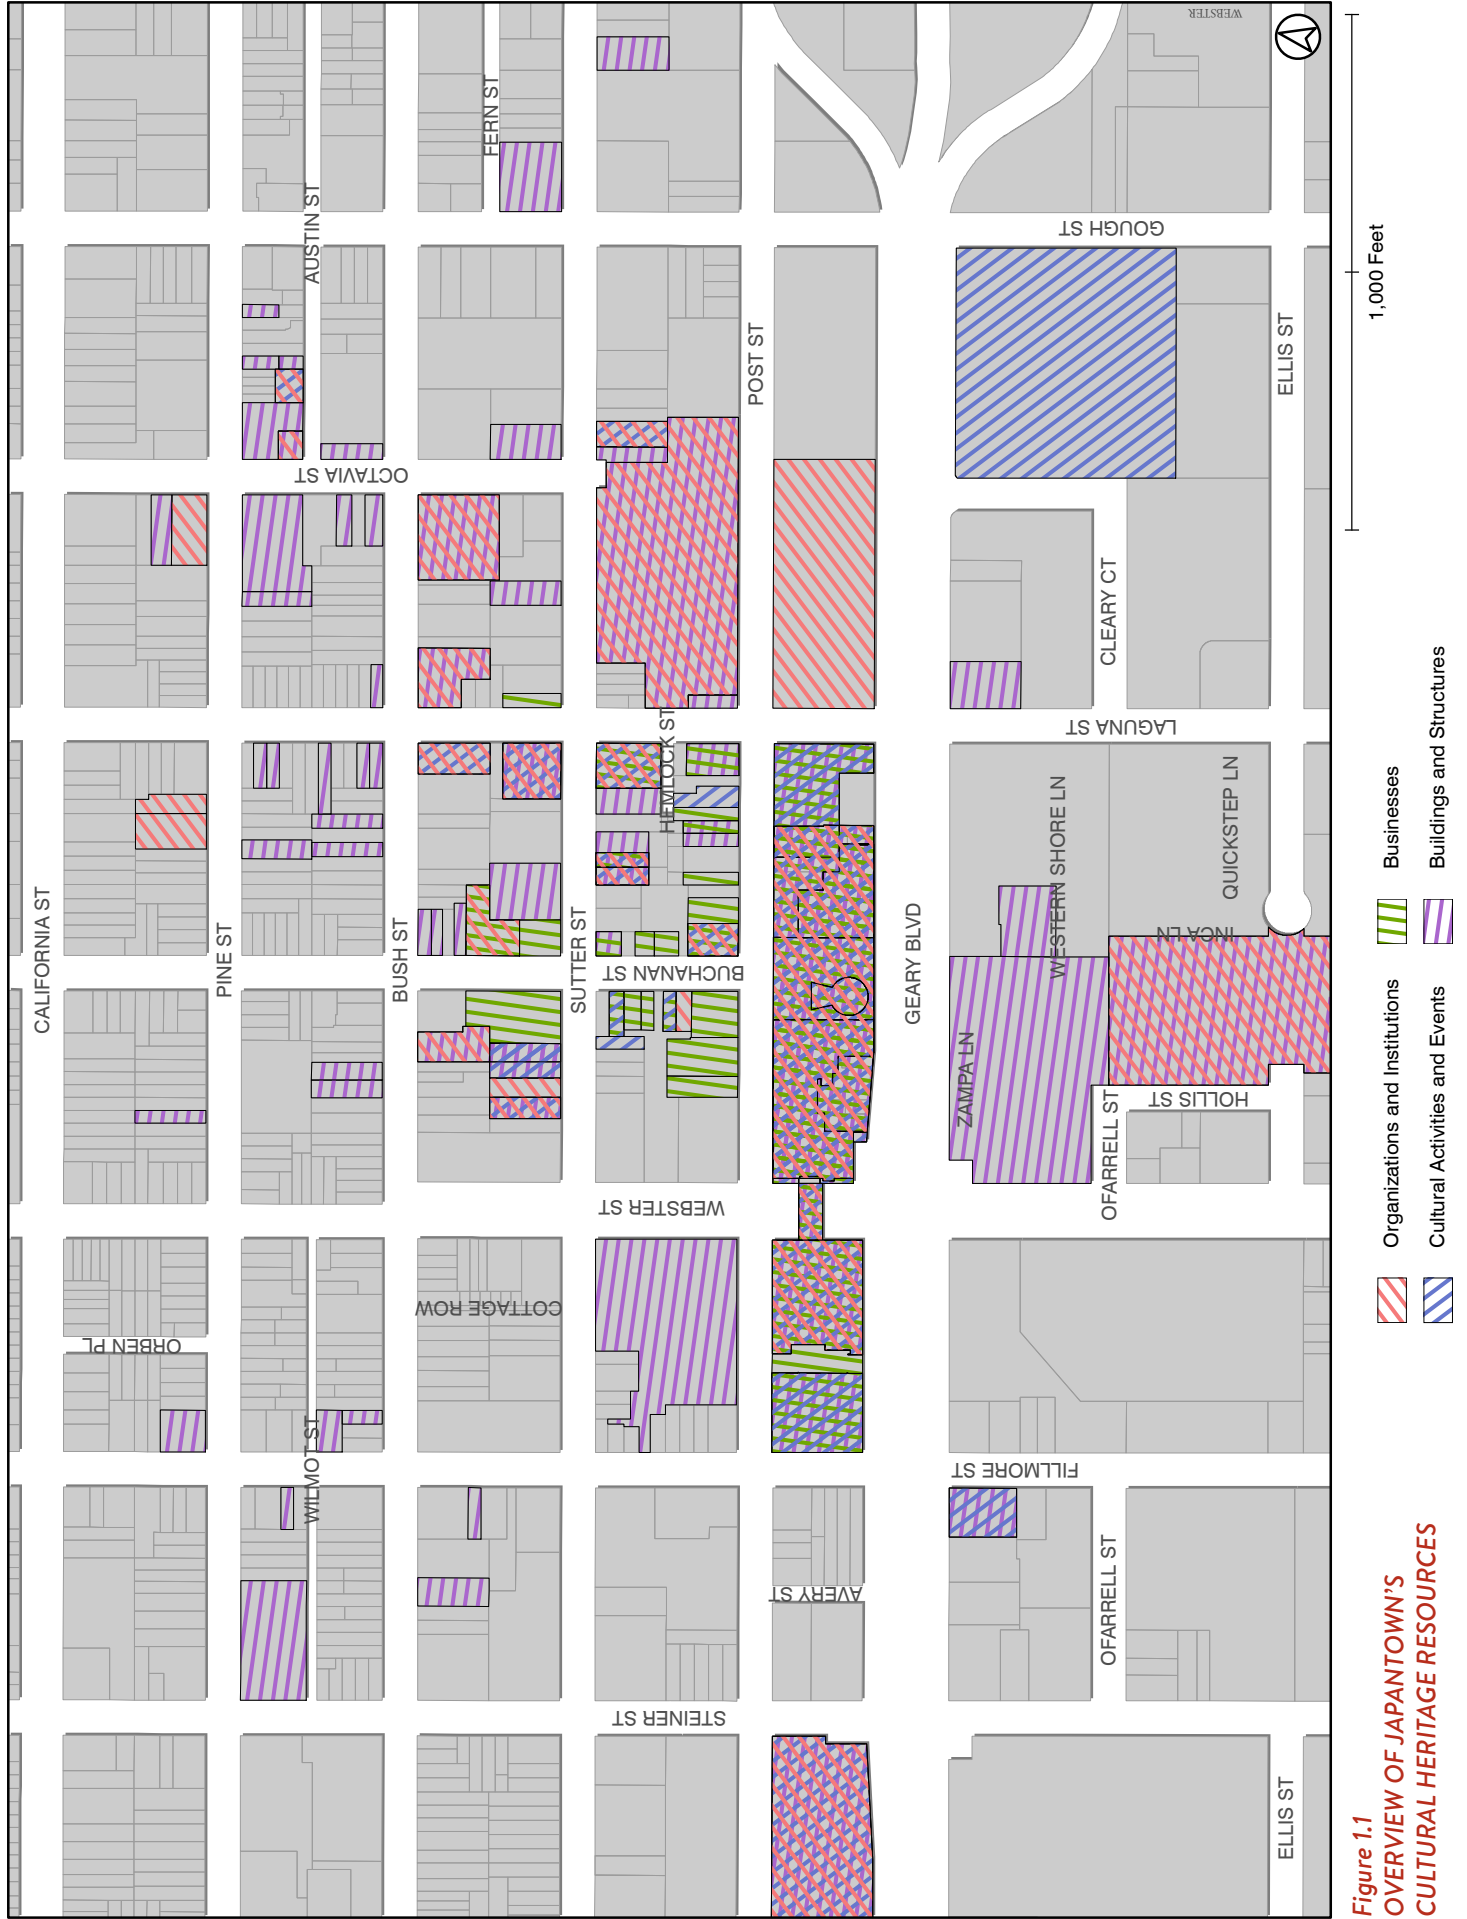 CALIFORNIA ST
PINE ST
BUSH ST
SUTTER ST
POST ST
GEARY BLVD
ELLIS ST
ELLIS ST
AUSTIN ST
FERN ST
HEMLOCK ST
WILMOT ST
ORBEN PL
COTTAGE ROW
GOUGH ST
OCTAVIA ST
LAGUNA ST
BUCHANAN ST
WEBSTER ST
FILLMORE ST
STEINER ST
AVERY ST
CLEARY CT
WESTERN SHORE LN
QUICKSTEP LN
INCA LN
ZAMPA LN
HOLLIS ST
OFARRELL ST
OFARRELL ST
WEBSTER
1,000 Feet
Organizations and Institutions
Cultural Activities and Events
Businesses
Buildings and Structures
Figure 1.1
OVERVIEW OF JAPANTOWN'S
CULTURAL HERITAGE RESOURCES